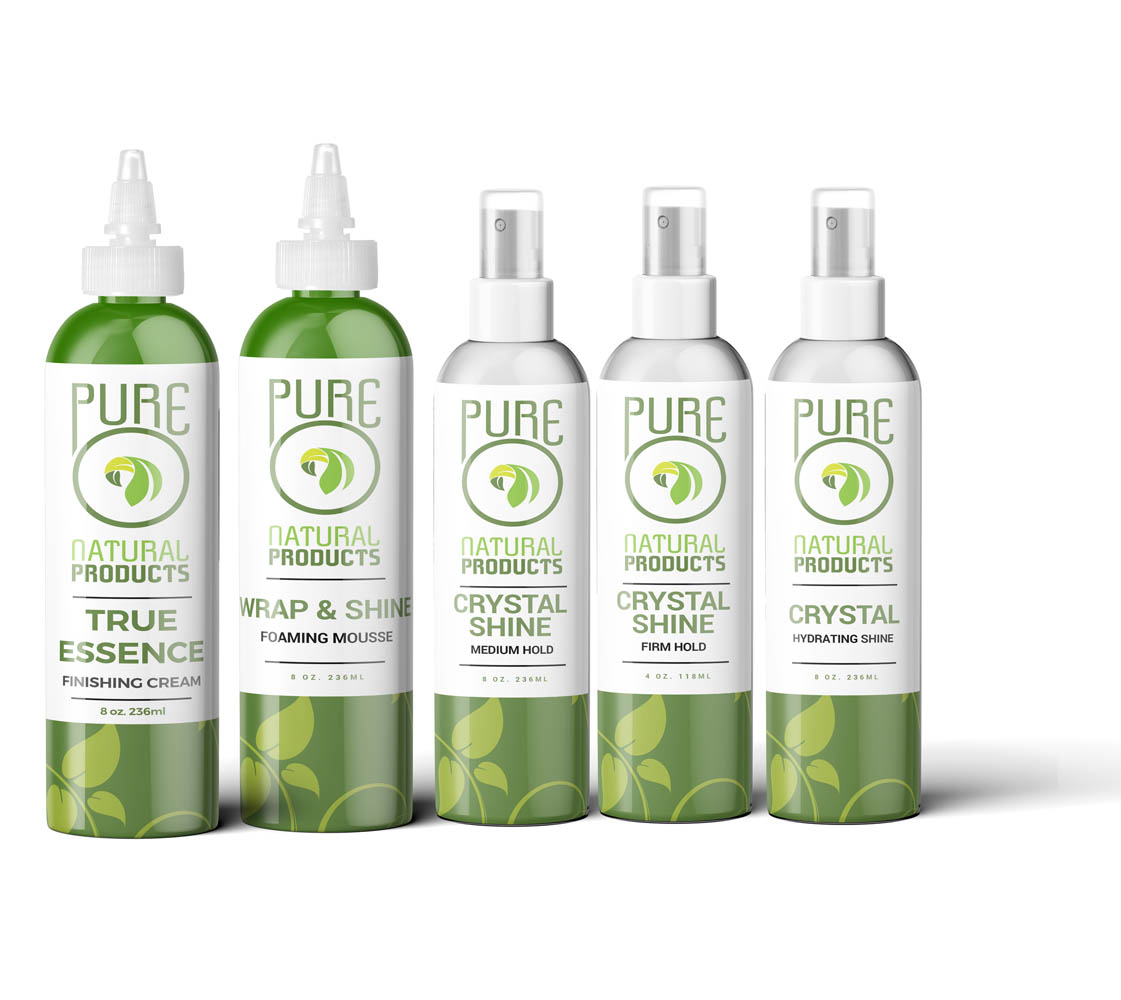 PURE
NATURAL
PRODUCTS
TRUE
ESSENCE
FINISHING CREAM
8 oz. 236ml
PURE
NATURAL
PRODUCTS
WRAP & SHINE
FOAMING MOUSSE
8 OZ. 236ML
PURE
NATURAL
PRODUCTS
CRYSTAL
SHINE
MEDIUM HOLD
8 OZ. 236ML
PURE
NATURAL
PRODUCTS
CRYSTAL
SHINE
FIRM HOLD
4 OZ. 118ML
PURE
NATURAL
PRODUCTS
CRYSTAL
HYDRATING SHINE
8 OZ. 236ML